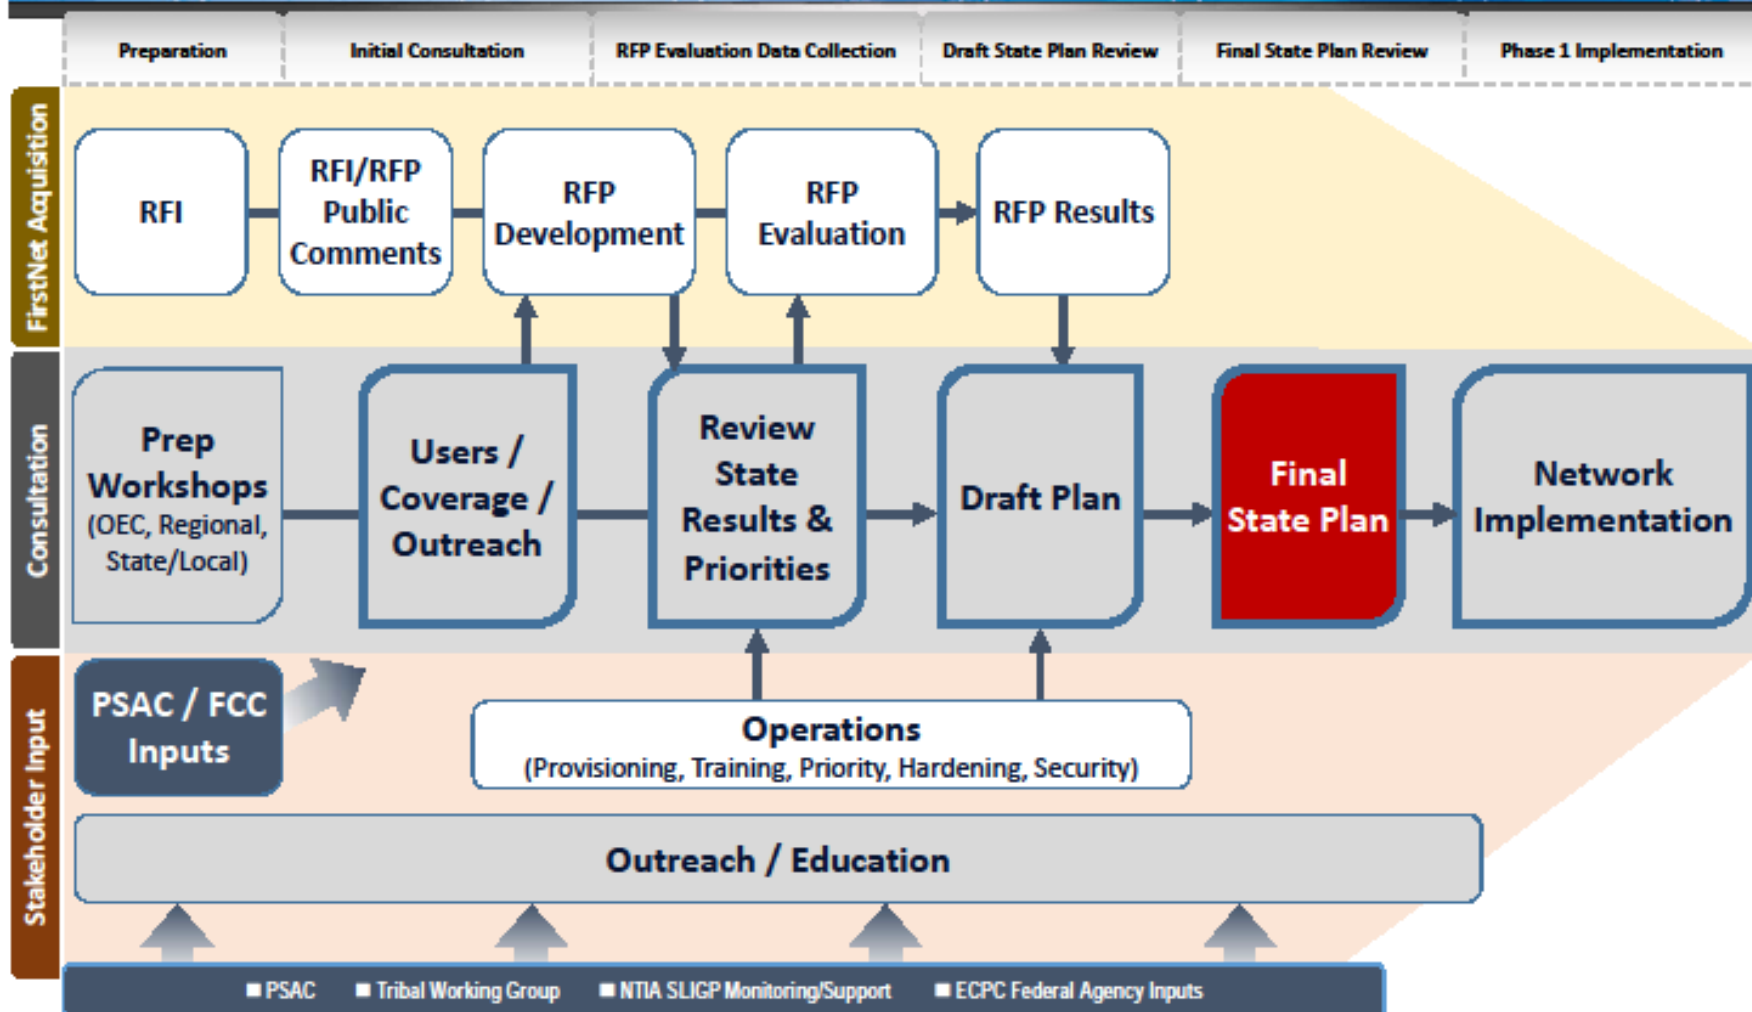 Preparation
Initial Consultation
RFP Evaluation Data Collection
Draft State Plan Review
Final State Plan Review
Phase 1 Implementation
FirstNet Acquisition
RFI
RFI/RFP
Public
Comments
RFP
Development
RFP
Evaluation
RFP Results
Consultation
Prep
Workshops
(OEC, Regional,
State/Local)
Users /
Coverage /
Outreach
Review
State
Results &
Priorities
Draft Plan
Final
State Plan
Network
Implementation
Stakeholder Input
PSAC / FCC
Inputs
Operations
(Provisioning, Training, Priority, Hardening, Security)
Outreach / Education
■ PSAC
■ Tribal Working Group
■ NTIA SLIGP Monitoring/Support
■ ECPC Federal Agency Inputs